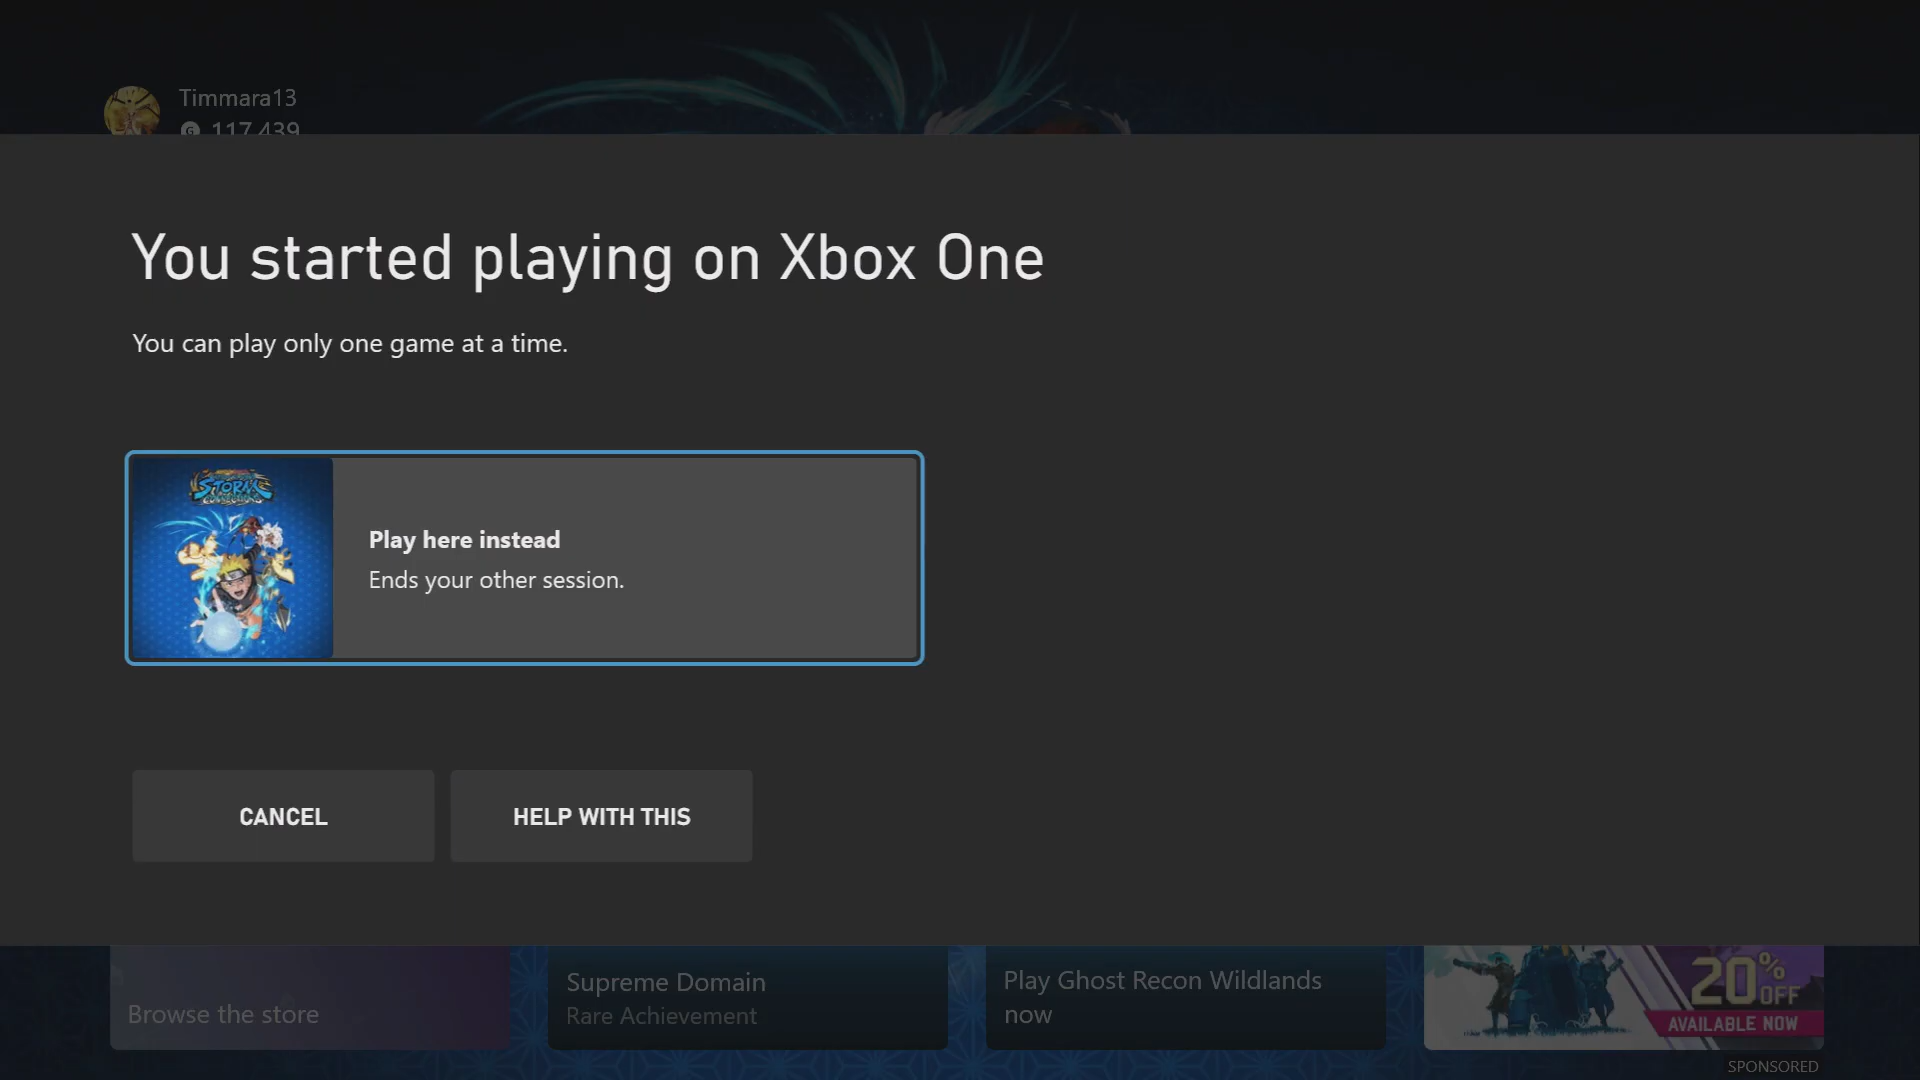 Timmara13
G 117,439
You started playing on Xbox One
You can play only one game at a time.
STORM
CONNECTIONS
Play here instead
Ends your other session.
CANCEL
HELP WITH THIS
Browse the store
Supreme Domain
Rare Achievement
Play Ghost Recon Wildlands
now
20% OFF
AVAILABLE NOW
SPONSORED